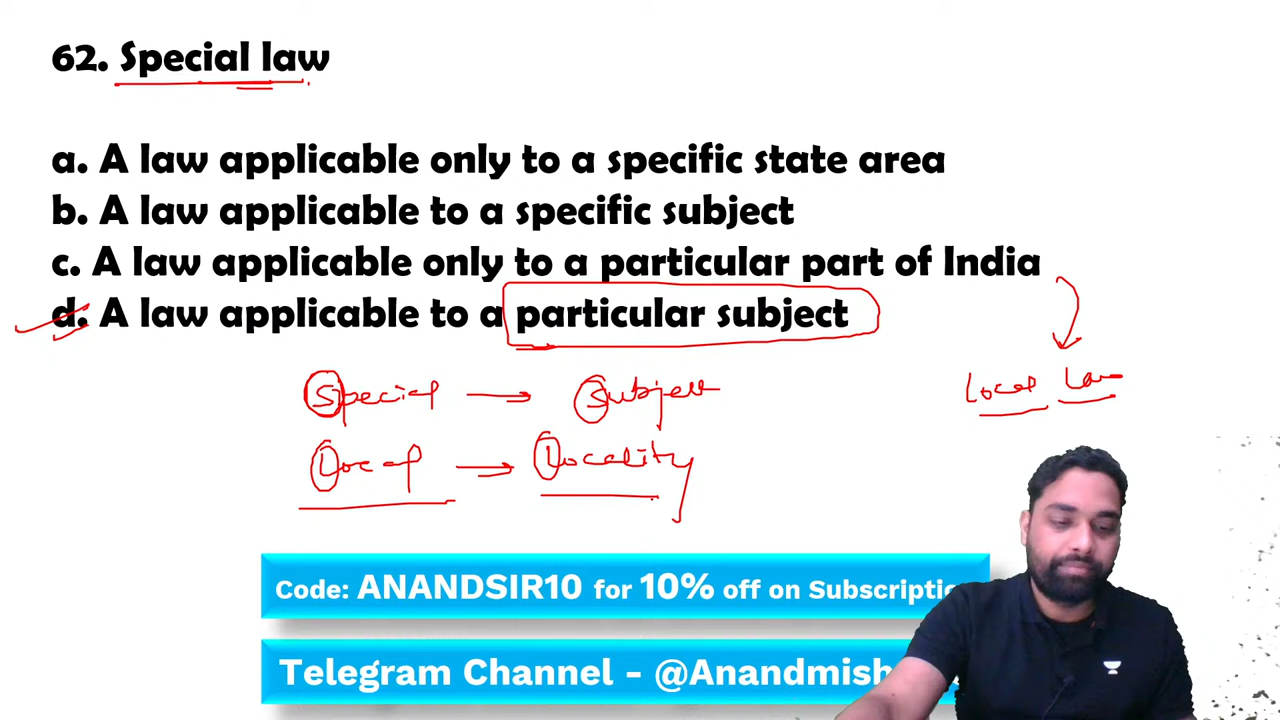 62. Special law
a. A law applicable only to a specific state area
b. A law applicable to a specific subject
c. A law applicable only to a particular part of India
d. A law applicable to a particular subject
Special → Subject
Local Law
Local → Locality
Code: ANANDSIR10 for 10% off on Subscriptio
Telegram Channel - @Anandmish